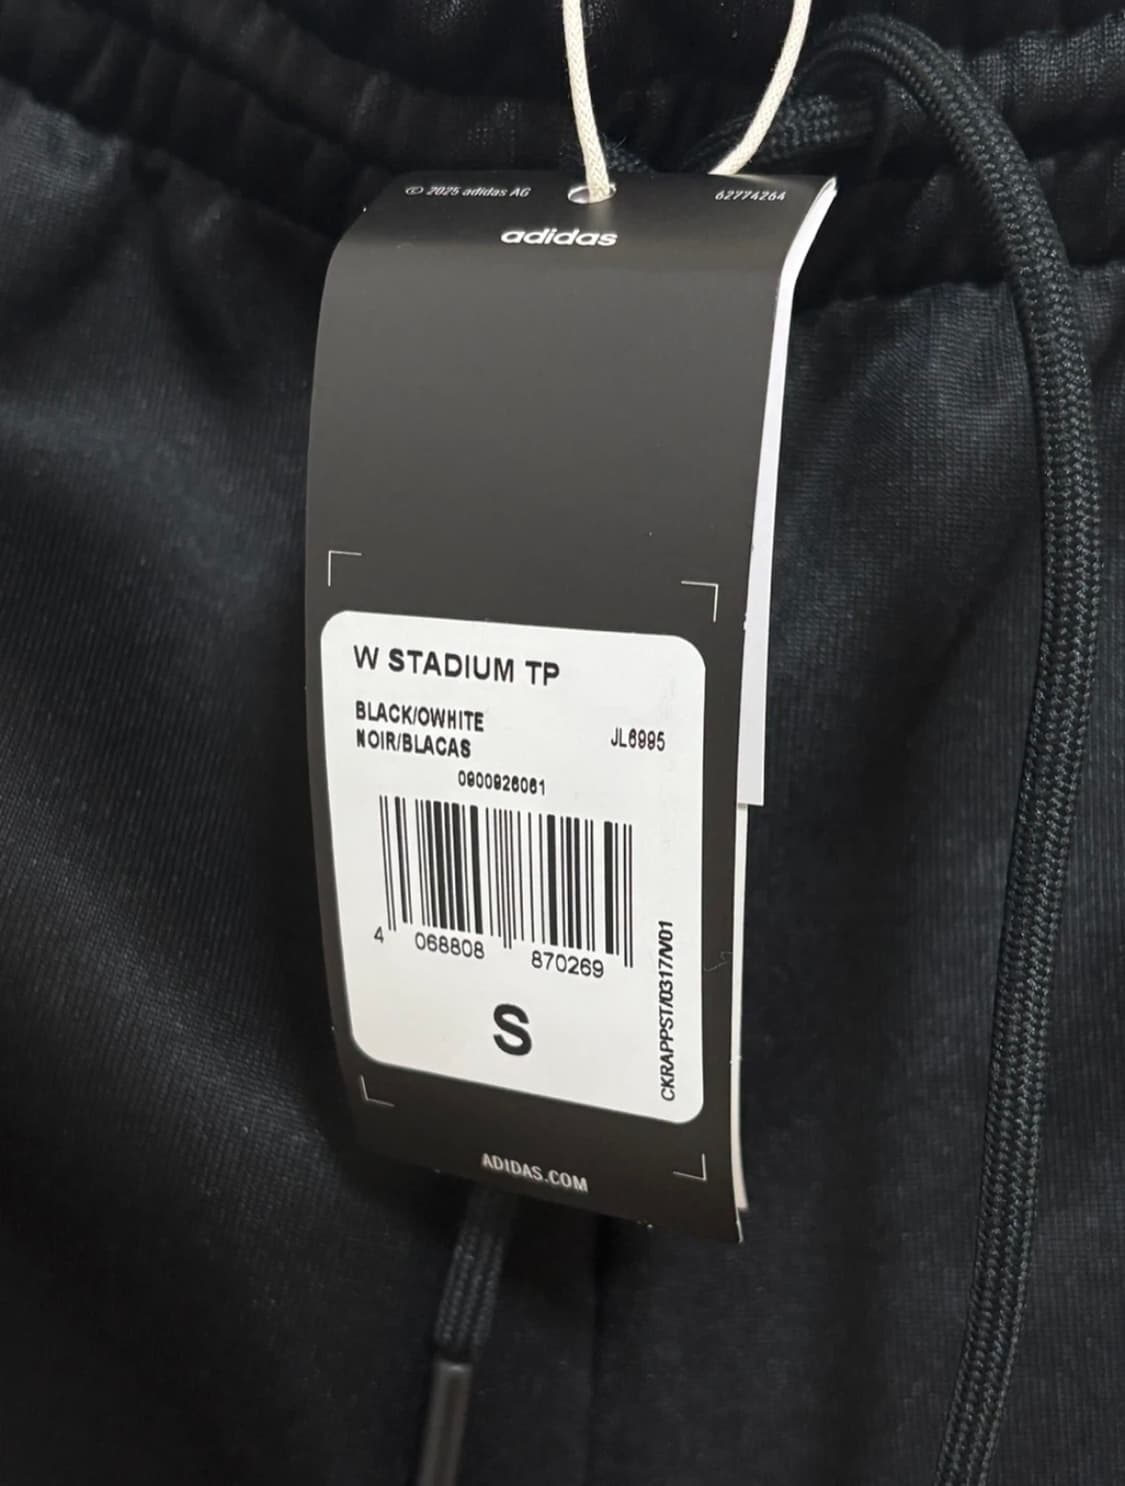 © 2025 adidas AG
62774264
adidas
W STADIUM TP
BLACK/OWHITE
NOIR/BLACAS
JL6995
0900926061
4 068808 870269
S
CKRAPPST/0317/V01
ADIDAS.COM